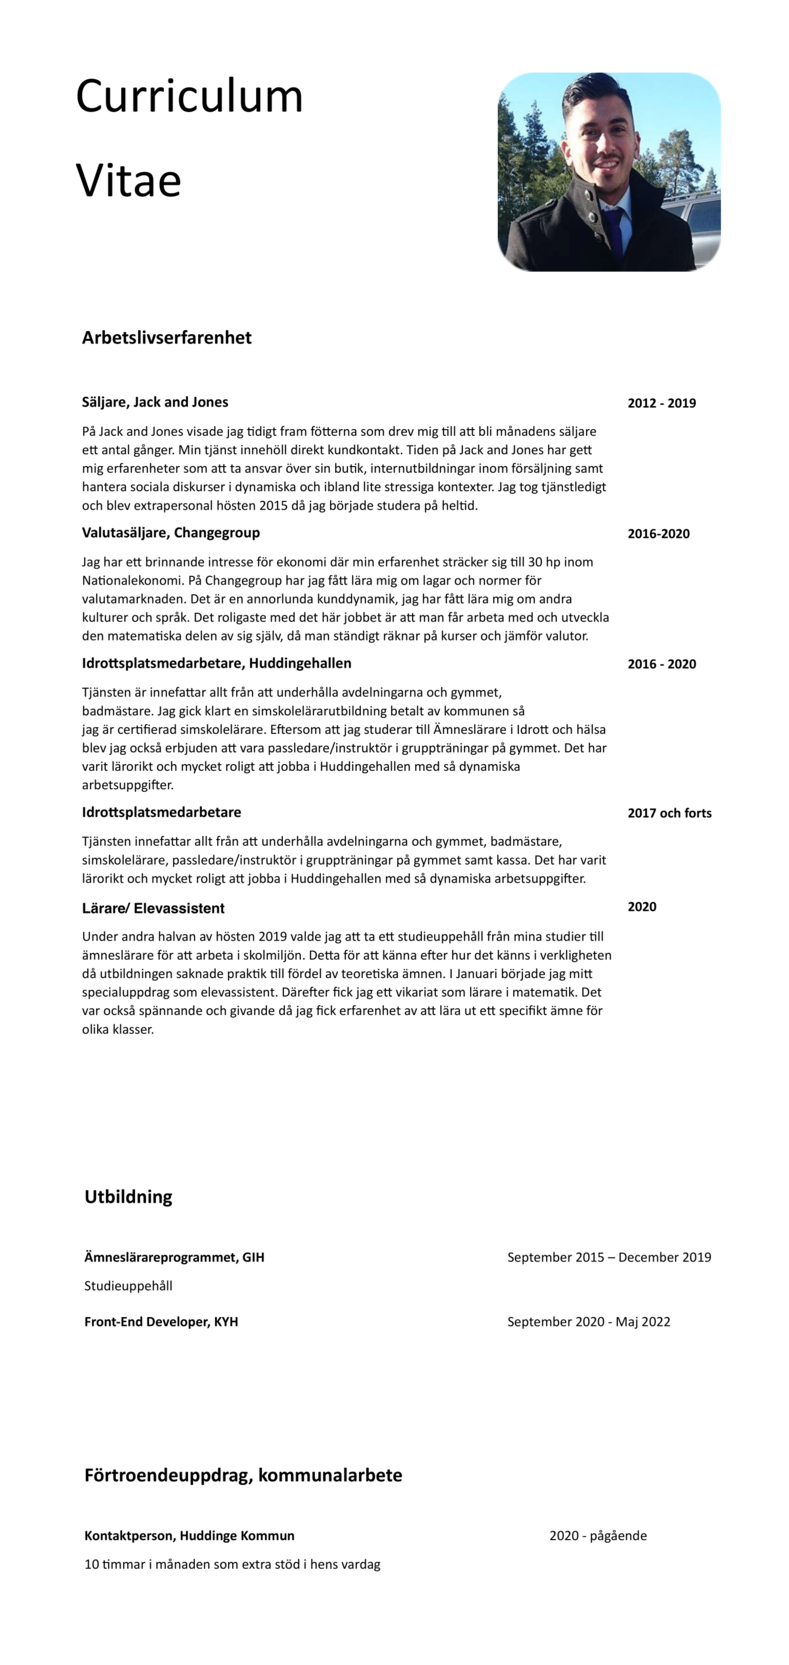 Curriculum
Vitae
Arbetslivserfarenhet
Säljare, Jack and Jones
2012 - 2019
På Jack and Jones visade jag tidigt fram fötterna som drev mig till att bli månadens säljare
ett antal gånger. Min tjänst innehöll direkt kundkontakt. Tiden på Jack and Jones har gett
mig erfarenheter som att ta ansvar över sin butik, internutbildningar inom försäljning samt
hantera sociala diskurser i dynamiska och ibland lite stressiga kontexter. Jag tog tjänstledigt
och blev extrapersonal hösten 2015 då jag började studera på heltid.
Valutasäljare, Changegroup
2016-2020
Jag har ett brinnande intresse för ekonomi där min erfarenhet sträcker sig till 30 hp inom
Nationalekonomi. På Changegroup har jag fått lära mig om lagar och normer för
valutamarknaden. Det är en annorlunda kunddynamik, jag har fått lära mig om andra
kulturer och språk. Det roligaste med det här jobbet är att man får arbeta med och utveckla
den matematiska delen av sig själv, då man ständigt räknar på kurser och jämför valutor.
Idrottsplatsmedarbetare, Huddingehallen
2016 - 2020
Tjänsten är innefattar allt från att underhålla avdelningarna och gymmet,
badmästare. Jag gick klart en simskolelärarutbildning betalt av kommunen så
jag är certifierad simskolelärare. Eftersom att jag studerar till Ämneslärare i Idrott och hälsa
blev jag också erbjuden att vara passledare/instruktör i gruppträningar på gymmet. Det har
varit lärorikt och mycket roligt att jobba i Huddingehallen med så dynamiska
arbetsuppgifter.
Idrottsplatsmedarbetare
2017 och forts
Tjänsten innefattar allt från att underhålla avdelningarna och gymmet, badmästare,
simskolelärare, passledare/instruktör i gruppträningar på gymmet samt kassa. Det har varit
lärorikt och mycket roligt att jobba i Huddingehallen med så dynamiska arbetsuppgifter.
Lärare/ Elevassistent
2020
Under andra halvan av hösten 2019 valde jag att ta ett studieuppehåll från mina studier till
ämneslärare för att arbeta i skolmiljön. Detta för att känna efter hur det känns i verkligheten
då utbildningen saknade praktik till fördel av teoretiska ämnen. I Januari började jag mitt
specialuppdrag som elevassistent. Därefter fick jag ett vikariat som lärare i matematik. Det
var också spännande och givande då jag fick erfarenhet av att lära ut ett specifikt ämne för
olika klasser.
Utbildning
Ämneslärareprogrammet, GIH
September 2015 – December 2019
Studieuppehåll
Front-End Developer, KYH
September 2020 - Maj 2022
Förtroendeuppdrag, kommunalarbete
Kontaktperson, Huddinge Kommun
2020 - pågående
10 timmar i månaden som extra stöd i hens vardag